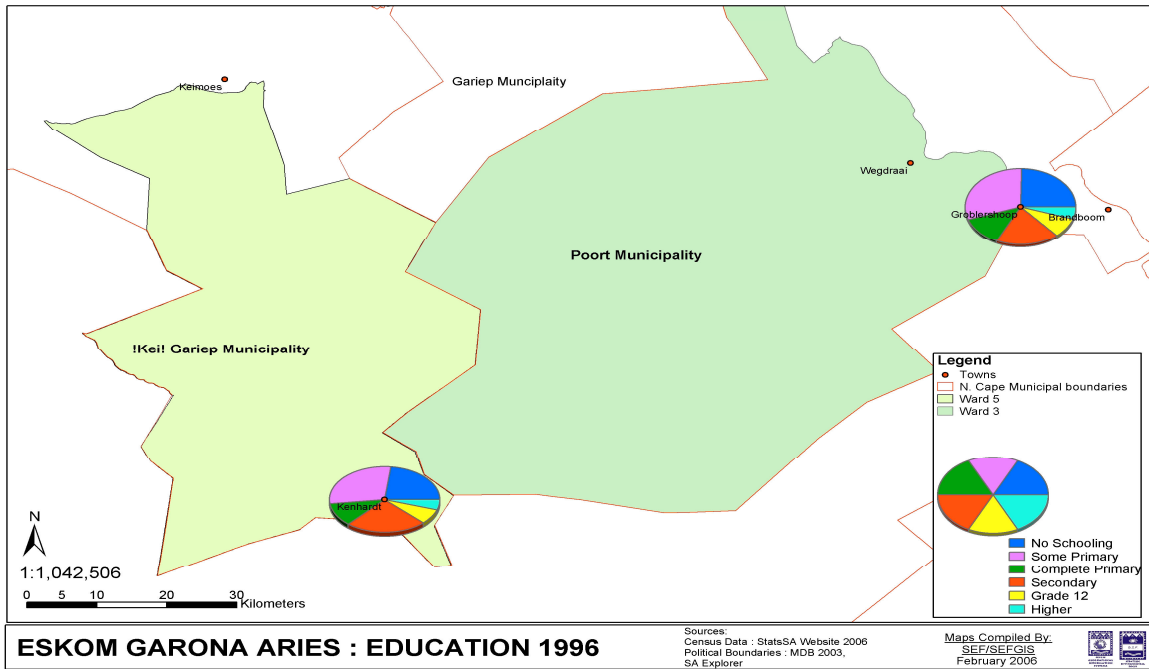 Keimoes
Gariep Munciplaity
Wegdraai
Groblershoop
Brandboom
Poort Municipality
!Kei! Gariep Municipality
Kenhardt
N
1:1,042,506
0 5 10 20 30
Kilometers
Legend
Towns
N. Cape Municipal boundaries
Ward 5
Ward 3
No Schooling
Some Primary
Complete Primary
Secondary
Grade 12
Higher
ESKOM GARONA ARIES : EDUCATION 1996
Sources:
Census Data : StatsSA Website 2006
Political Boundaries : MDB 2003,
SA Explorer
Maps Compiled By:
SEF/SEFGIS
February 2006